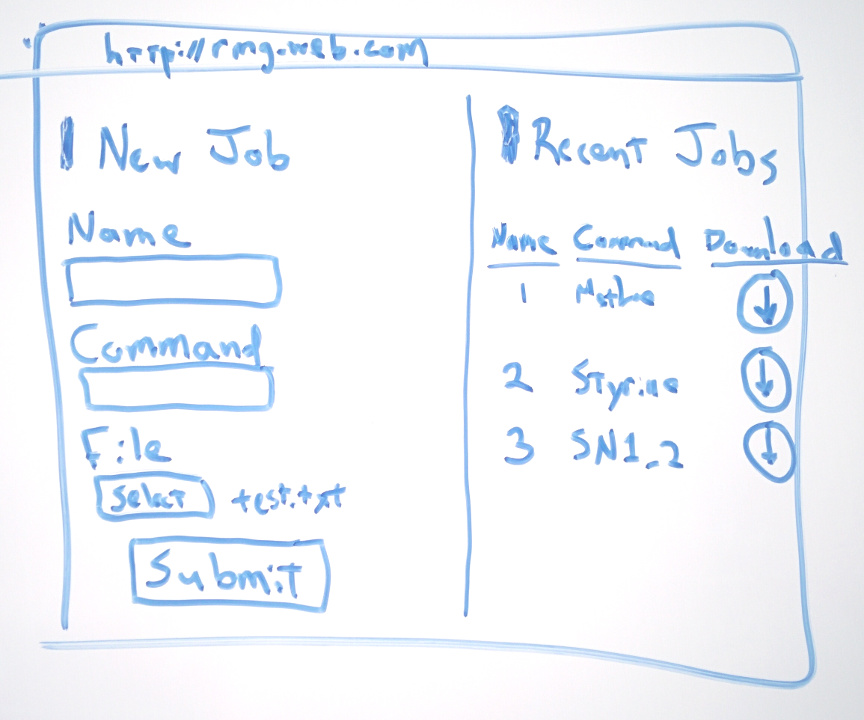 http://rmg.web.com
New Job
Name
Command
File
Select test.txt
Submit
Recent Jobs
Name Command Download
1
2 Styrine
3 SN1_2